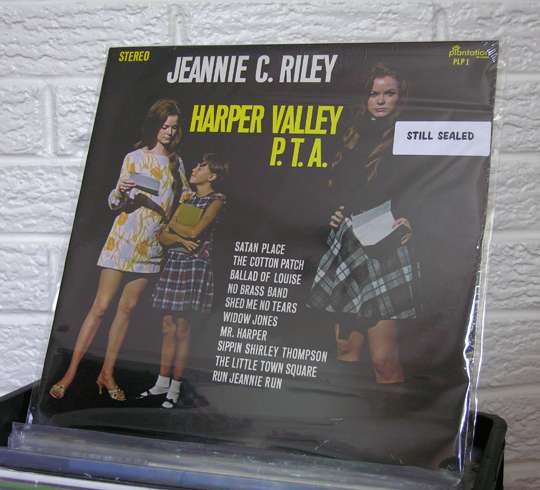 STEREO
JEANNIE C. RILEY
plantation
PLP 1
HARPER VALLEY
P.T.A.
STILL SEALED
SATAN PLACE
THE COTTON PATCH
BALLAD OF LOUISE
NO BRASS BAND
SHED ME NO TEARS
WIDOW JONES
MR. HARPER
SIPPIN SHIRLEY THOMPSON
THE LITTLE TOWN SQUARE
RUN JEANNIE RUN